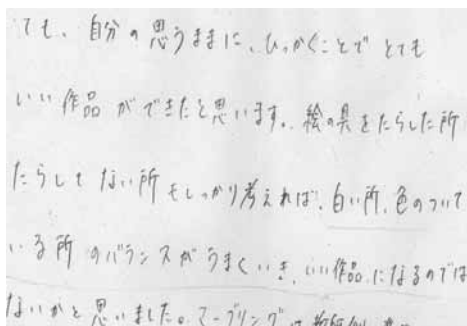 ても、自分の思うままに、ひっかくことでとても
いい作品ができたと思います。絵の具をたらした所
たらしてない所をしっかり考えれば、白い所、色のついて
いる所のバランスがうまくいき、いい作品になるのでは
ないかと思いました。マーブリングは